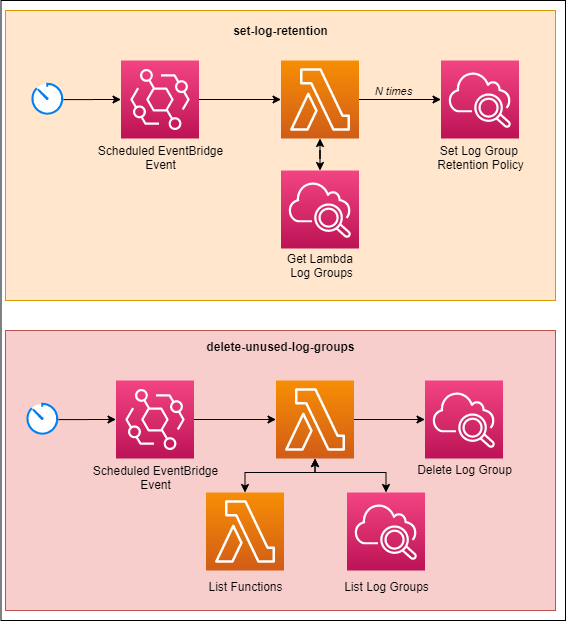 set-log-retention
N times
Scheduled EventBridge
Event
Set Log Group
Retention Policy
Get Lambda
Log Groups
delete-unused-log-groups
Scheduled EventBridge
Event
Delete Log Group
List Functions
List Log Groups